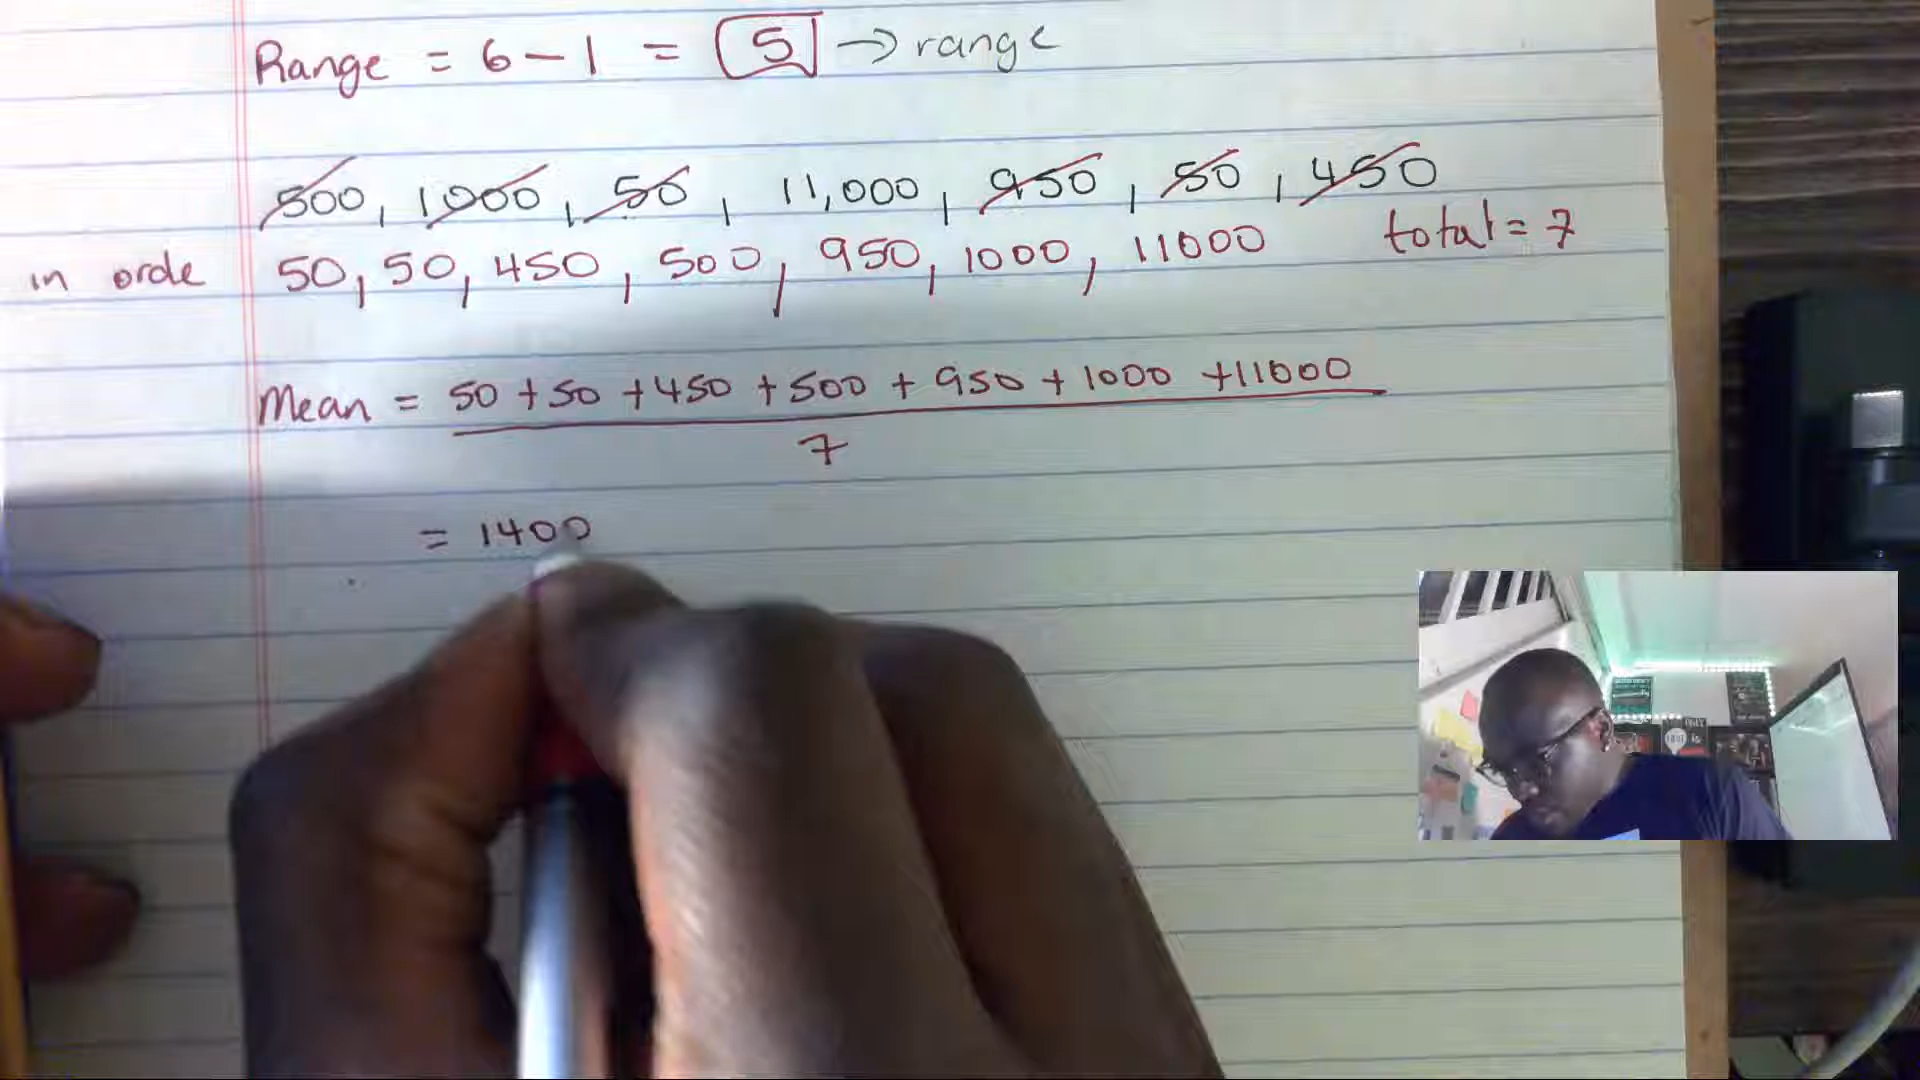 Range = 6 - 1 = 5 → range
500, 1000, 50, 11,000, 950, 50, 450
in orde 50, 50, 450, 500, 950, 1000, 11000 total = 7
Mean = 50 + 50 + 450 + 500 + 950 + 1000 + 11000
7
= 1400